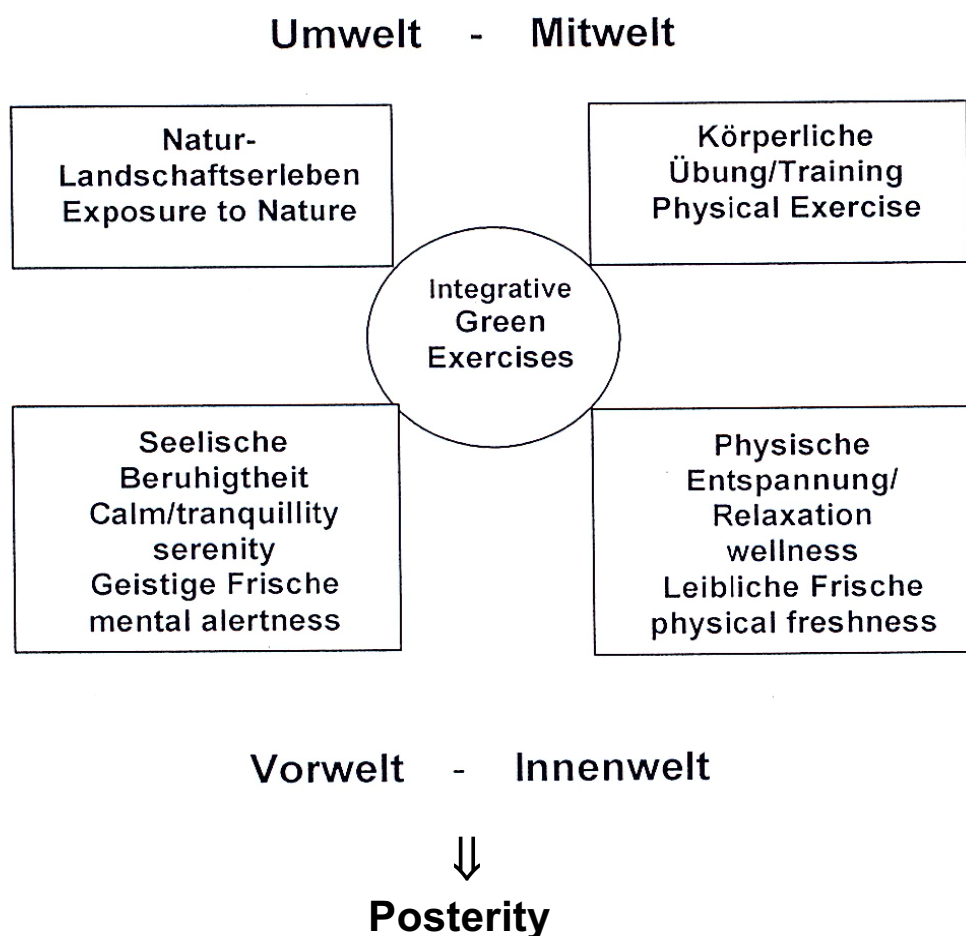 Umwelt - Mitwelt
Natur-
Landschaftserleben
Exposure to Nature
Körperliche
Übung/Training
Physical Exercise
Integrative
Green
Exercises
Seelische
Beruhigtheit
Calm/tranquillity
serenity
Geistige Frische
mental alertness
Physische
Entspannung/
Relaxation
wellness
Leibliche Frische
physical freshness
Vorwelt - Innenwelt
⇓
Posterity